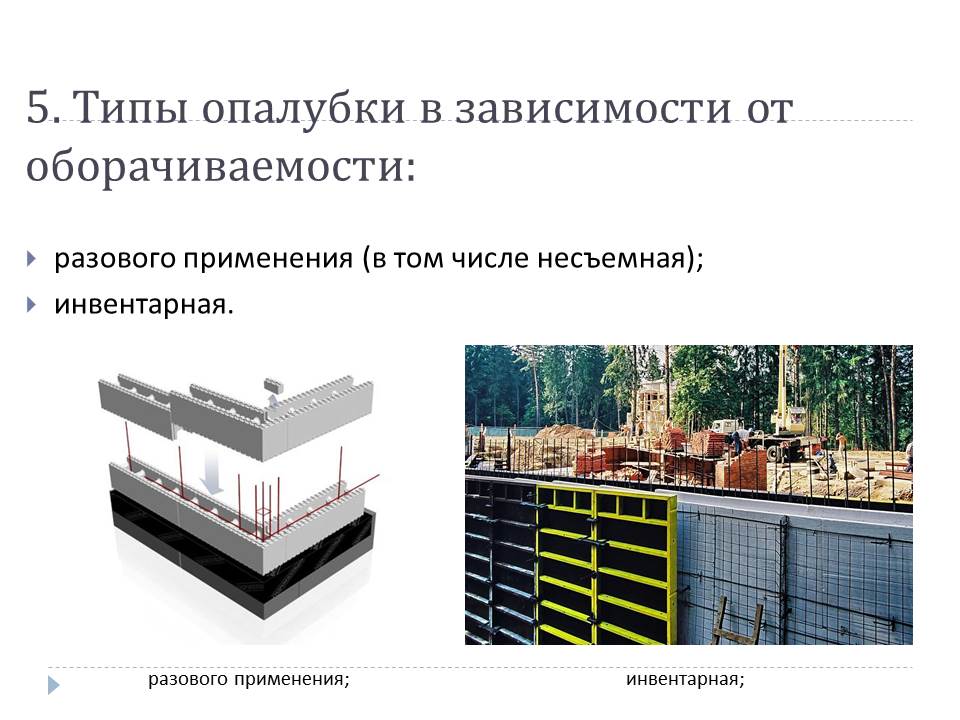 5. Типы опалубки в зависимости от
оборачиваемости:
разового применения (в том числе несъемная);
инвентарная.
разового применения;
инвентарная;